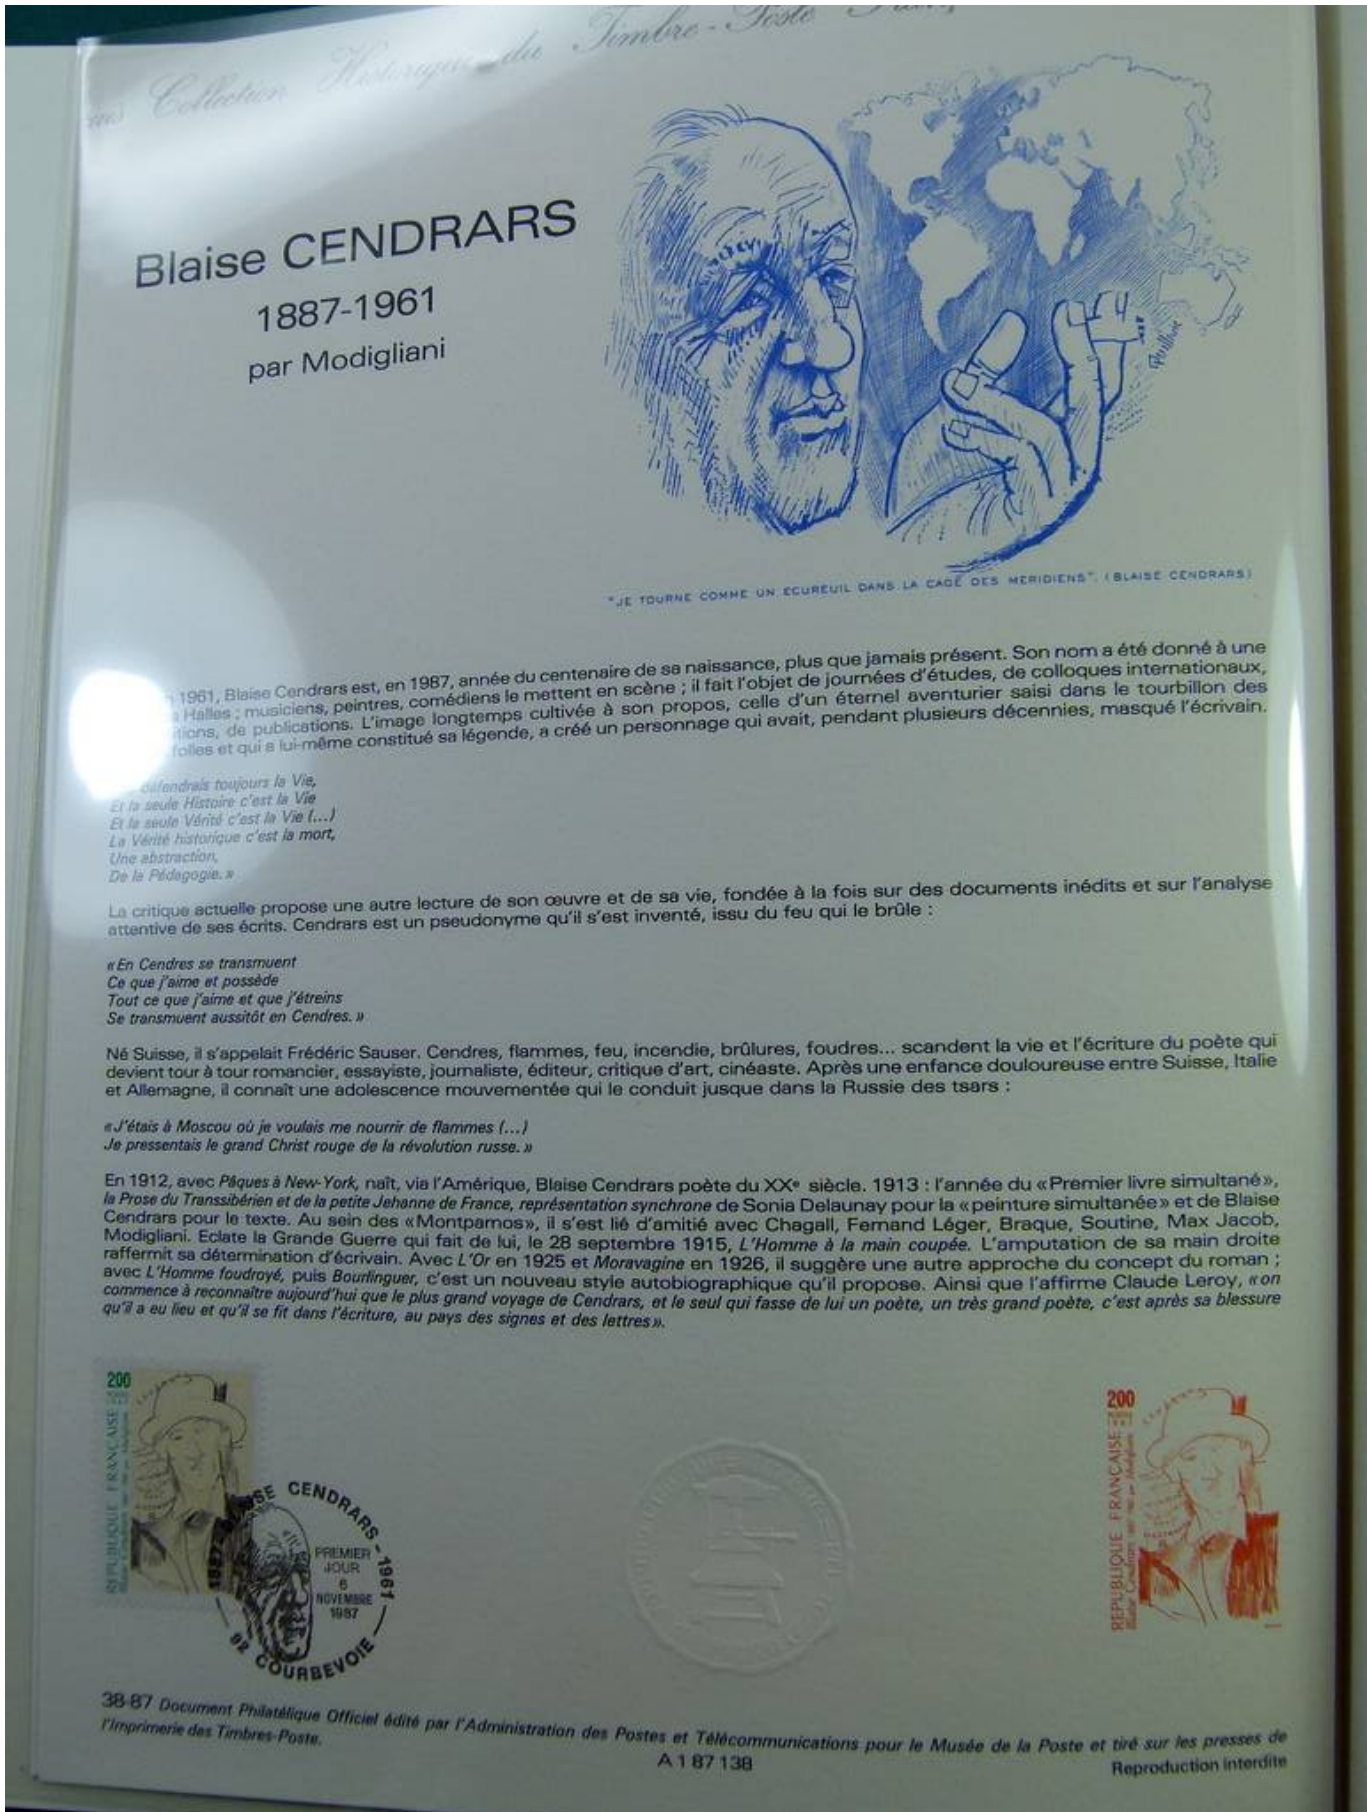 Collection Historique du Timbre-Poste
Blaise CENDRARS
1887-1961
par Modigliani
"JE TOURNE COMME UN ECUREUIL DANS LA CAGE DES MERIDIENS". (BLAISE CENDRARS)
1961, Blaise Cendrars est, en 1987, année du centenaire de sa naissance, plus que jamais présent. Son nom a été donné à une
Halles ; musiciens, peintres, comédiens le mettent en scène ; il fait l'objet de journées d'études, de colloques internationaux,
de publications. L'image longtemps cultivée à son propos, celle d'un éternel aventurier saisi dans le tourbillon des
folles et qui a lui-même constitué sa légende, a créé un personnage qui avait, pendant plusieurs décennies, masqué l'écrivain.
défendrais toujours la Vie,
Et la seule Histoire c'est la Vie
Et la seule Vérité c'est la Vie (...)
La Vérité historique c'est la mort,
Une abstraction,
De la Pédagogie. »
La critique actuelle propose une autre lecture de son œuvre et de sa vie, fondée à la fois sur des documents inédits et sur l'analyse
attentive de ses écrits. Cendrars est un pseudonyme qu'il s'est inventé, issu du feu qui le brûle :
« En Cendres se transmuent
Ce que j'aime et possède
Tout ce que j'aime et que j'étreins
Se transmuent aussitôt en Cendres. »
Né Suisse, il s'appelait Frédéric Sauser. Cendres, flammes, feu, incendie, brûlures, foudres... scandent la vie et l'écriture du poète qui
devient tour à tour romancier, essayiste, journaliste, éditeur, critique d'art, cinéaste. Après une enfance douloureuse entre Suisse, Italie
et Allemagne, il connaît une adolescence mouvementée qui le conduit jusque dans la Russie des tsars :
« J'étais à Moscou où je voulais me nourrir de flammes (...)
Je pressentais le grand Christ rouge de la révolution russe. »
En 1912, avec Pâques à New-York, naît, via l'Amérique, Blaise Cendrars poète du XXe siècle. 1913 : l'année du « Premier livre simultané »,
la Prose du Transsibérien et de la petite Jehanne de France, représentation synchrone de Sonia Delaunay pour la « peinture simultanée » et de Blaise
Cendrars pour le texte. Au sein des « Montparnos », il s'est lié d'amitié avec Chagall, Fernand Léger, Braque, Soutine, Max Jacob,
Modigliani. Eclate la Grande Guerre qui fait de lui, le 28 septembre 1915, L'Homme à la main coupée. L'amputation de sa main droite
raffermit sa détermination d'écrivain. Avec L'Or en 1925 et Moravagine en 1926, il suggère une autre approche du concept du roman ;
avec L'Homme foudroyé, puis Bourlinguer, c'est un nouveau style autobiographique qu'il propose. Ainsi que l'affirme Claude Leroy, « on
commence à reconnaître aujourd'hui que le plus grand voyage de Cendrars, et le seul qui fasse de lui un poète, un très grand poète, c'est après sa blessure
qu'il a eu lieu et qu'il se fit dans l'écriture, au pays des signes et des lettres ».
200
REPUBLIQUE FRANÇAISE
1887 - BLAISE CENDRARS - 1961
PREMIER
JOUR
6
NOVEMBRE
1987
92 COURBEVOIE
200
REPUBLIQUE FRANÇAISE
38-87 Document Philatélique Officiel édité par l'Administration des Postes et Télécommunications pour le Musée de la Poste et tiré sur les presses de
l'Imprimerie des Timbres-Poste.
A 1 87 138
Reproduction interdite